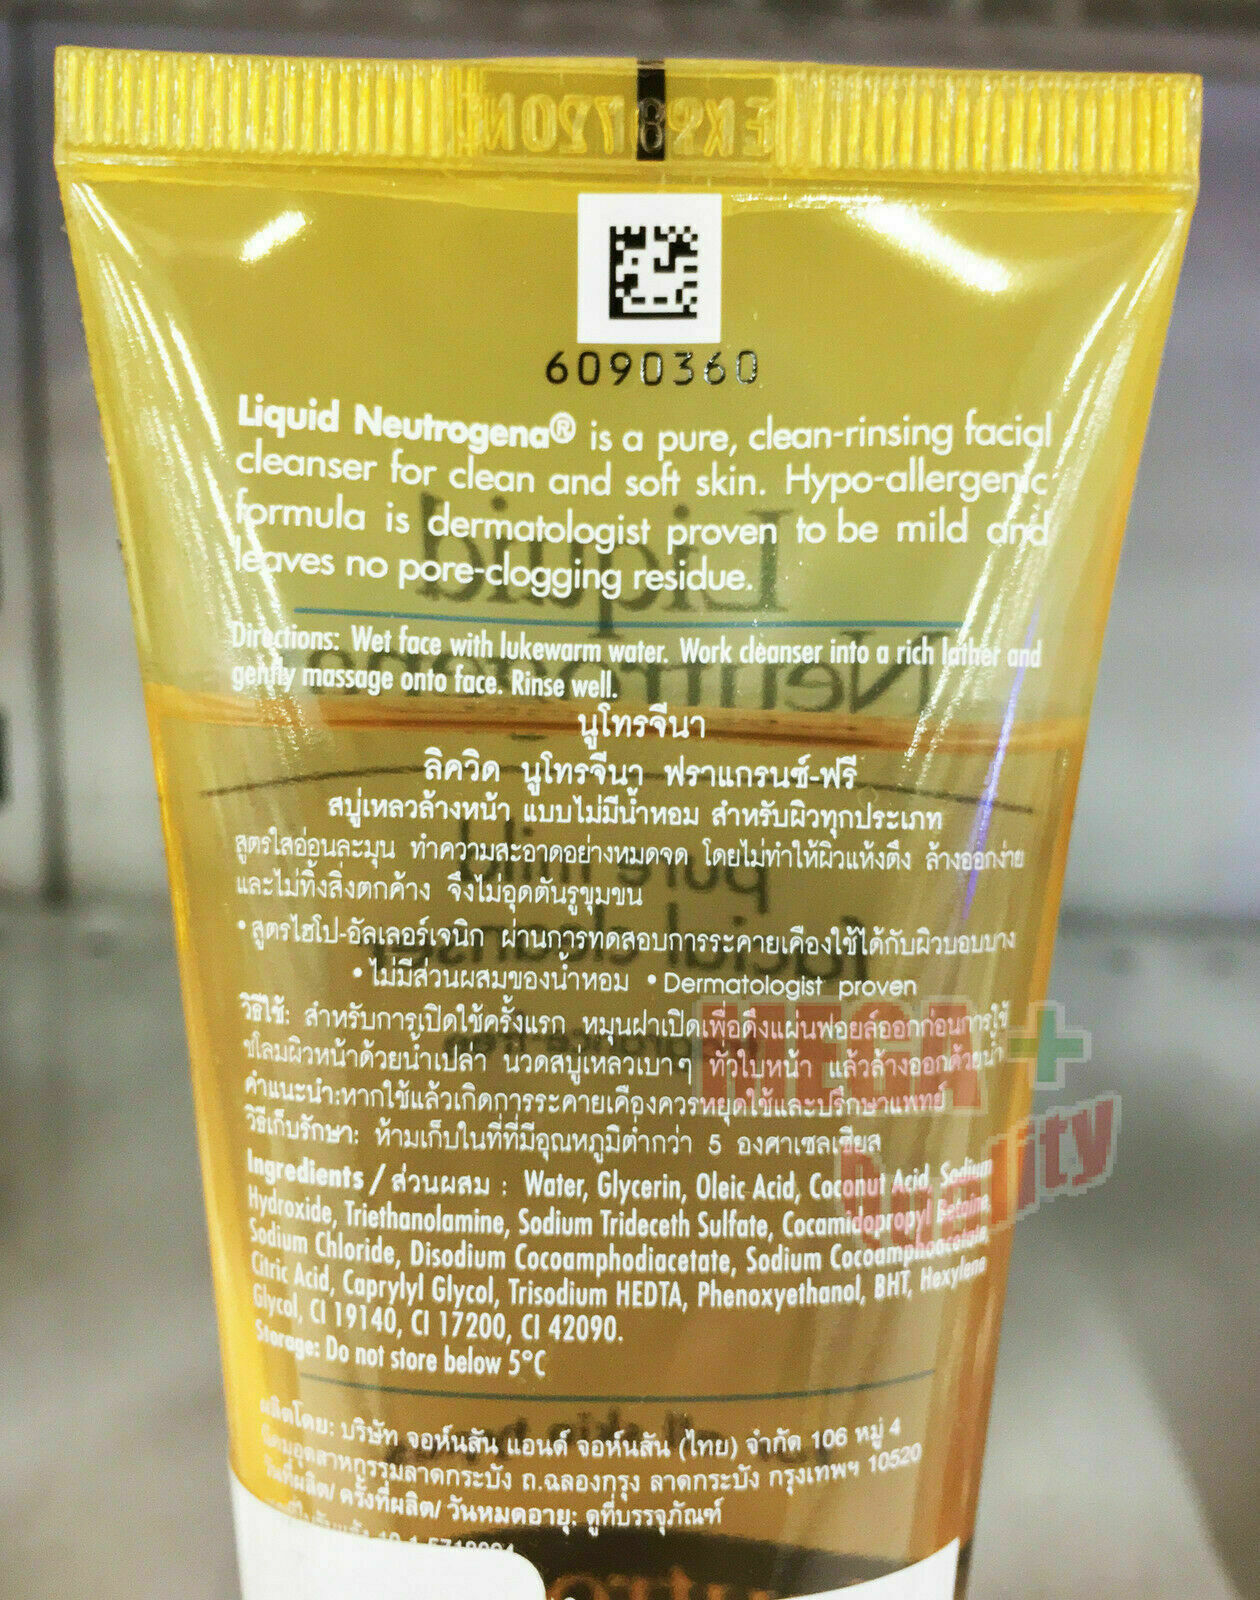 6090360
Liquid Neutrogena® is a pure, clean-rinsing facial
cleanser for clean and soft skin. Hypo-allergenic
formula is dermatologist proven to be mild and
leaves no pore-clogging residue.
Directions: Wet face with lukewarm water. Work cleanser into a rich lather and
gently massage onto face. Rinse well.
นูโทรจีนา
ลิควิด นูโทรจีนา ฟราแกรนซ์-ฟรี
สบู่เหลวล้างหน้า แบบไม่มีน้ำหอม สำหรับผิวทุกประเภท
สูตรใสอ่อนละมุน ทำความสะอาดอย่างหมดจด โดยไม่ทำให้ผิวแห้งตึง ล้างออกง่าย
และไม่ทิ้งสิ่งตกค้าง จึงไม่อุดตันรูขุมขน
•สูตรไฮโป-อัลเลอร์เจนิก ผ่านการทดสอบการระคายเคืองใช้ได้กับผิวบอบบาง
•ไม่มีส่วนผสมของน้ำหอม •Dermatologist proven
วิธีใช้: สำหรับการเปิดใช้ครั้งแรก หมุนฝาเปิดเพื่อดึงแผ่นฟอยล์ออกก่อนการใช้
ชโลมผิวหน้าด้วยน้ำเปล่า นวดสบู่เหลวเบาๆ ทั่วใบหน้า แล้วล้างออกด้วยน้ำ
คำแนะนำ:หากใช้แล้วเกิดการระคายเคืองควรหยุดใช้และปรึกษาแพทย์
วิธีเก็บรักษา: ห้ามเก็บในที่ที่มีอุณหภูมิต่ำกว่า 5 องศาเซลเซียส
Ingredients / ส่วนผสม : Water, Glycerin, Oleic Acid, Coconut Acid, Sodium
Hydroxide, Triethanolamine, Sodium Trideceth Sulfate, Cocamidopropyl Betaine,
Sodium Chloride, Disodium Cocoamphodiacetate, Sodium Cocoamphoacetate,
Citric Acid, Caprylyl Glycol, Trisodium HEDTA, Phenoxyethanol, BHT, Hexylene
Glycol, CI 19140, CI 17200, CI 42090.
Storage: Do not store below 5°C
ผลิตโดย: บริษัท จอห์นสัน แอนด์ จอห์นสัน (ไทย) จำกัด 106 หมู่ 4
นิคมอุตสาหกรรมลาดกระบัง ถ.ฉลองกรุง ลาดกระบัง กรุงเทพฯ 10520
วันที่ผลิต/ ครั้งที่ผลิต/ วันหมดอายุ: ดูที่บรรจุภัณฑ์
MEGA+
Quality